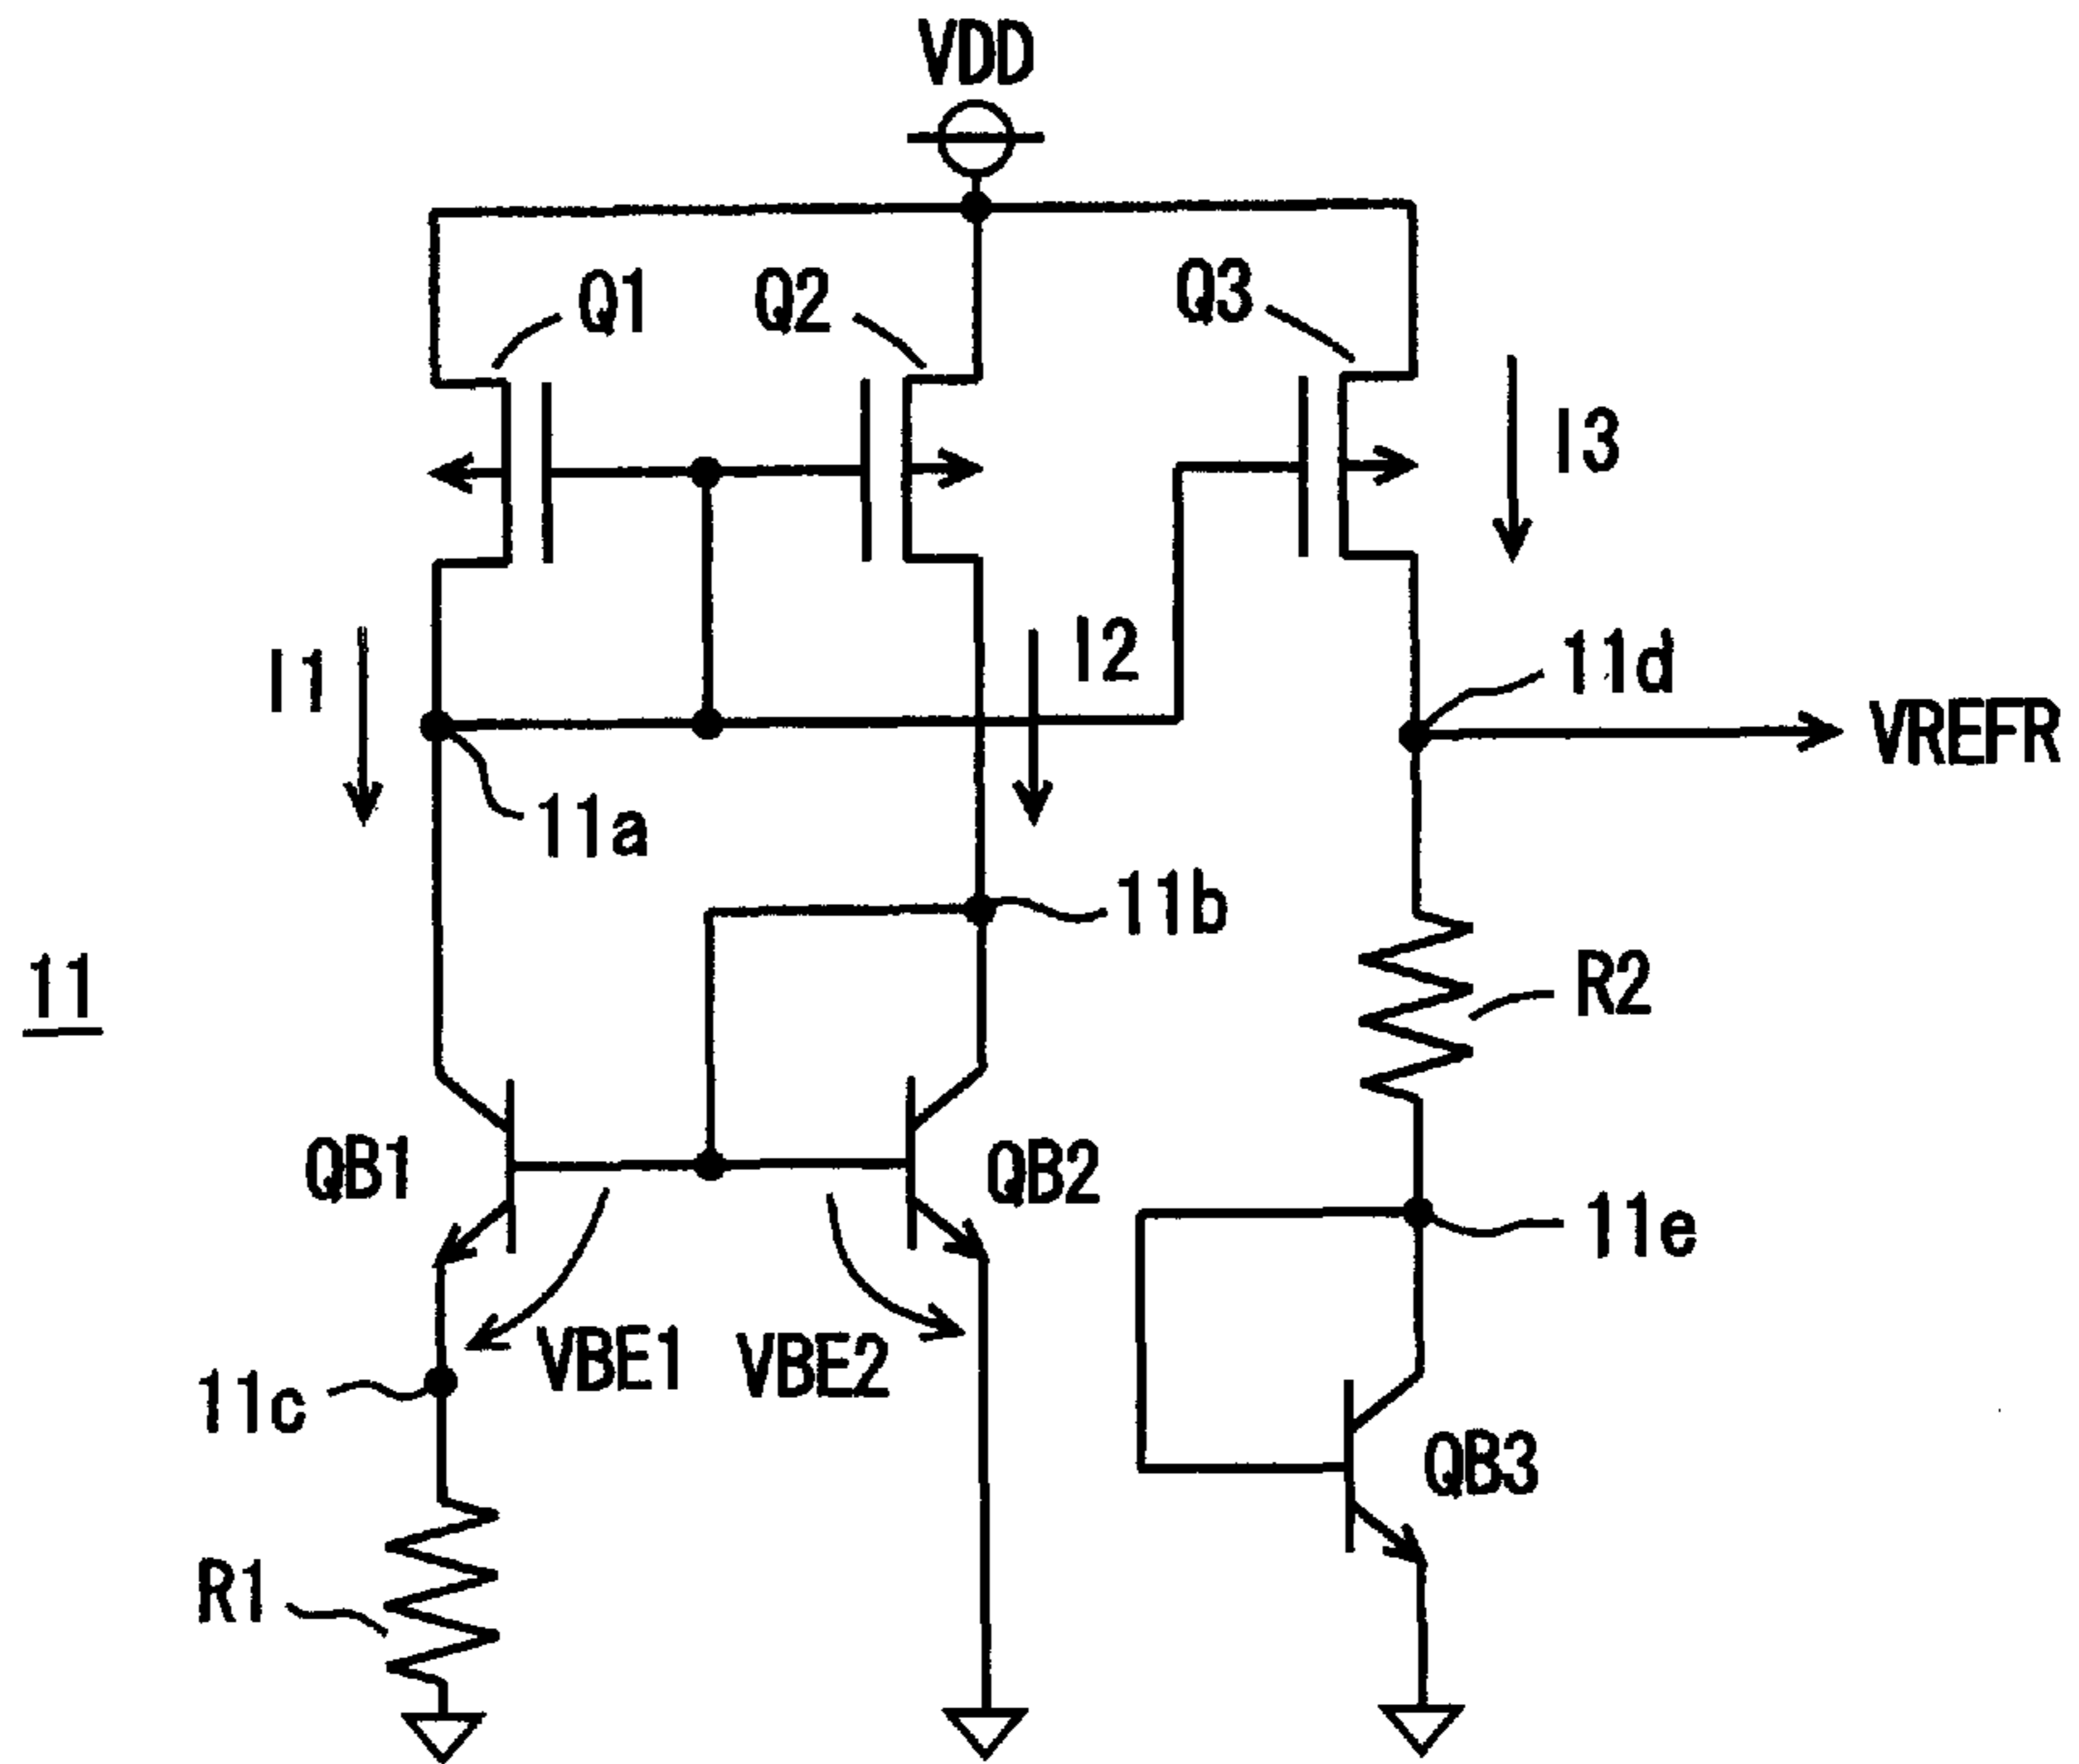 VDD
Q1
Q2
Q3
I3
I1
I2
11d
VREFR
11a
11b
11
R2
QB1
QB2
11e
VBE1
VBE2
11c
QB3
R1